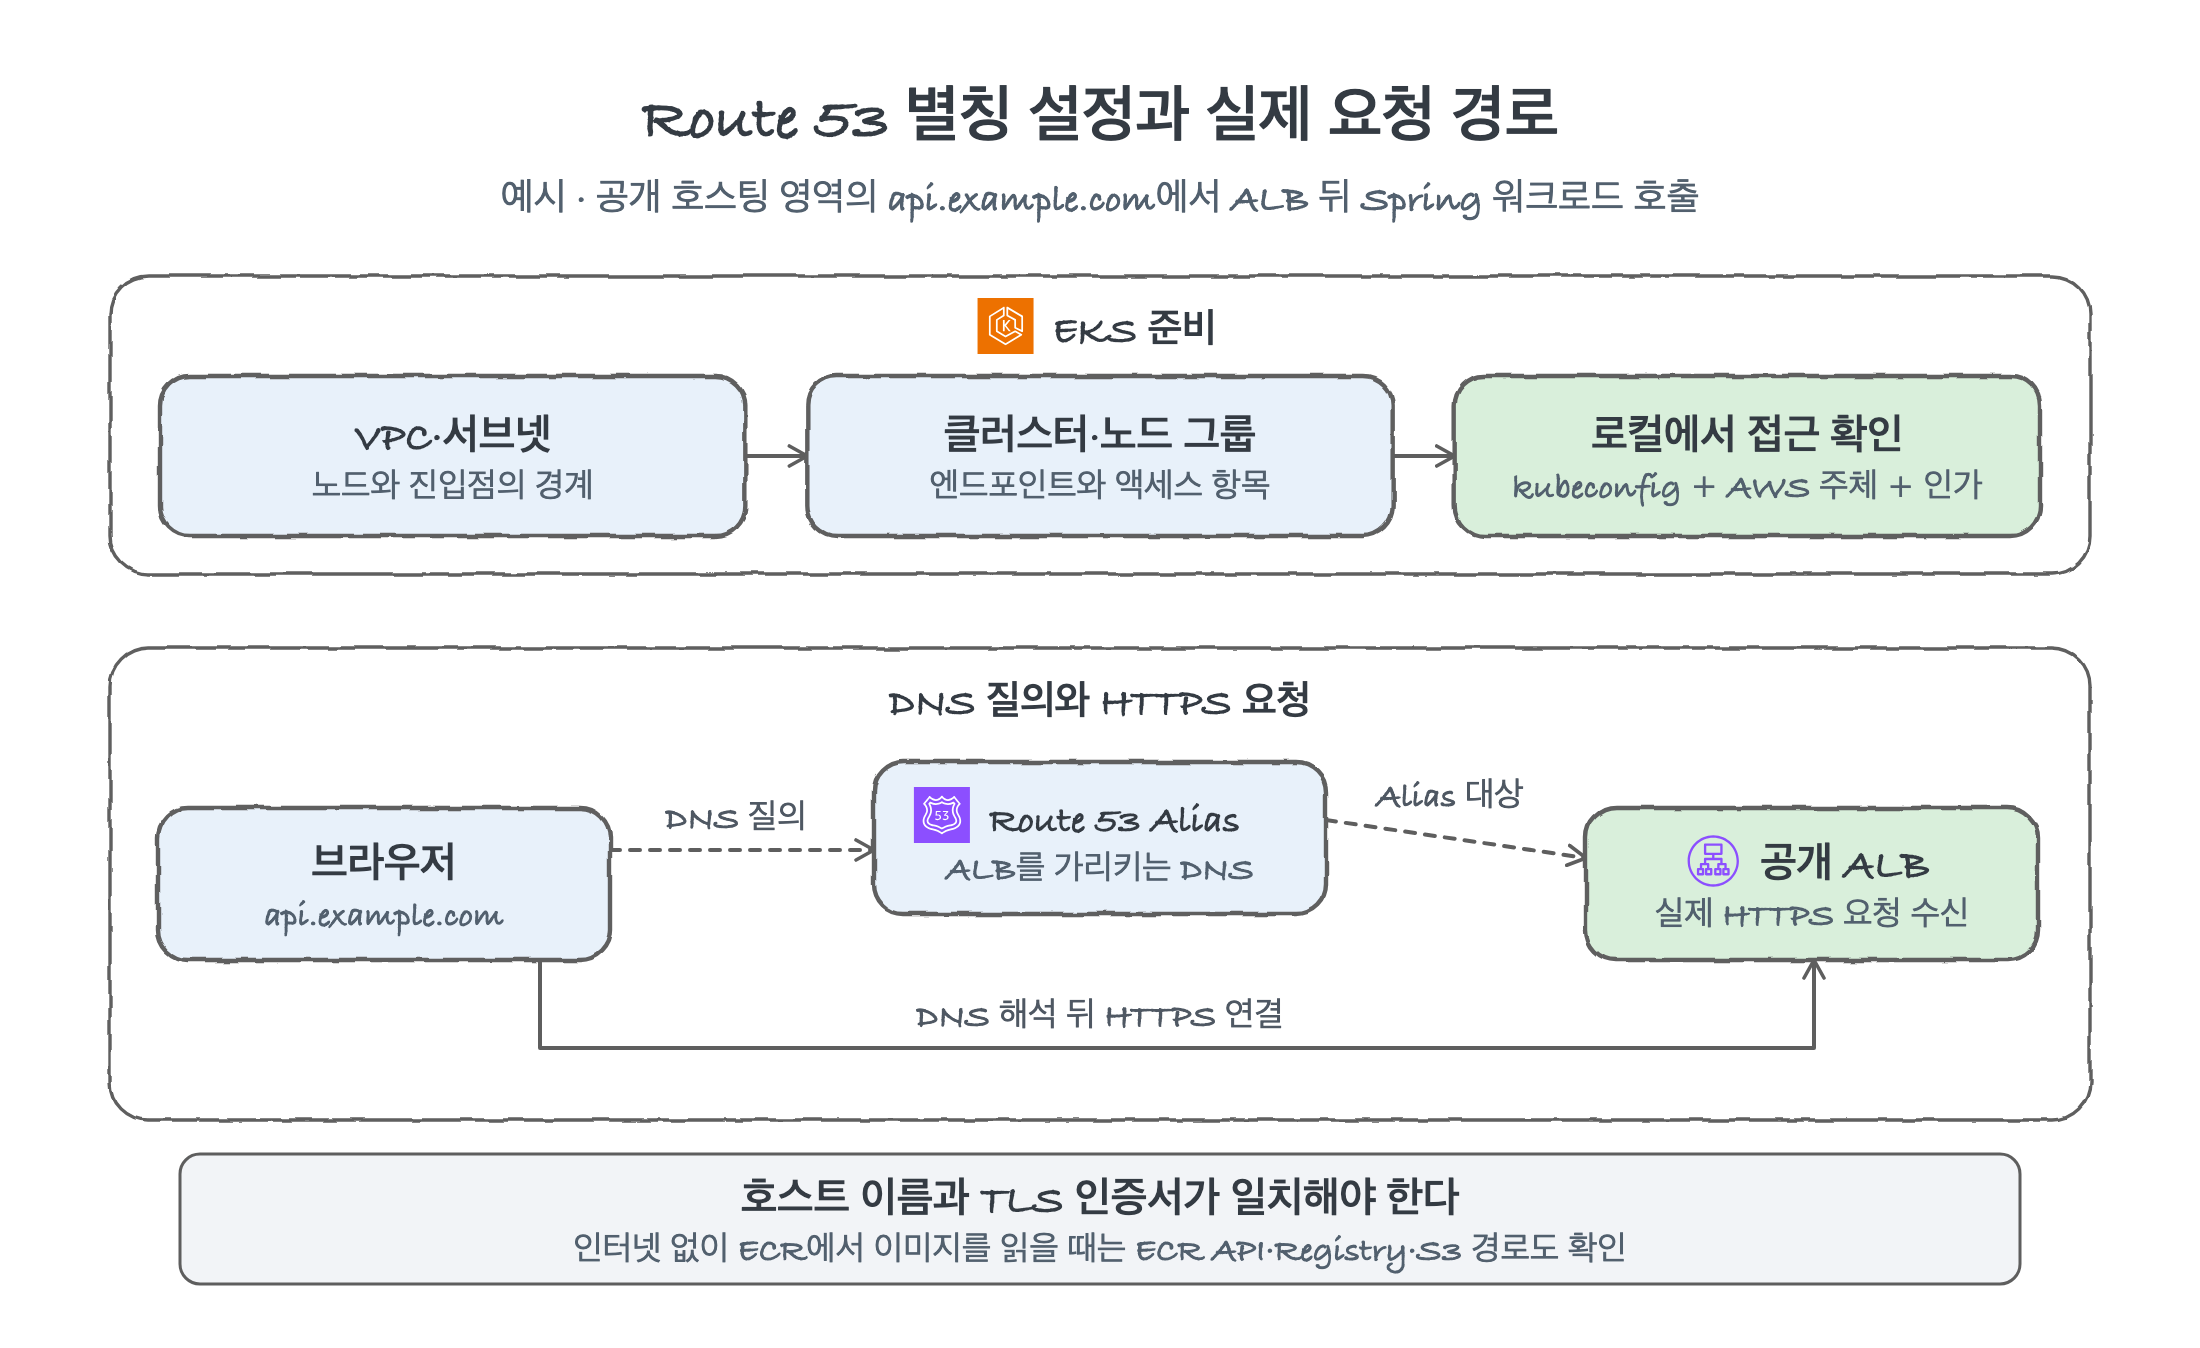 Route 53 별칭 설정과 실제 요청 경로
예시 · 공개 호스팅 영역의 api.example.com에서 ALB 뒤 Spring 워크로드 호출
EKS 준비
VPC·서브넷
노드와 진입점의 경계
클러스터·노드 그룹
엔드포인트와 액세스 항목
로컬에서 접근 확인
kubeconfig + AWS 주체 + 인가
DNS 질의와 HTTPS 요청
브라우저
api.example.com
DNS 질의
53
Route 53 Alias
ALB를 가리키는 DNS
Alias 대상
공개 ALB
실제 HTTPS 요청 수신
DNS 해석 뒤 HTTPS 연결
호스트 이름과 TLS 인증서가 일치해야 한다
인터넷 없이 ECR에서 이미지를 읽을 때는 ECR API·Registry·S3 경로도 확인